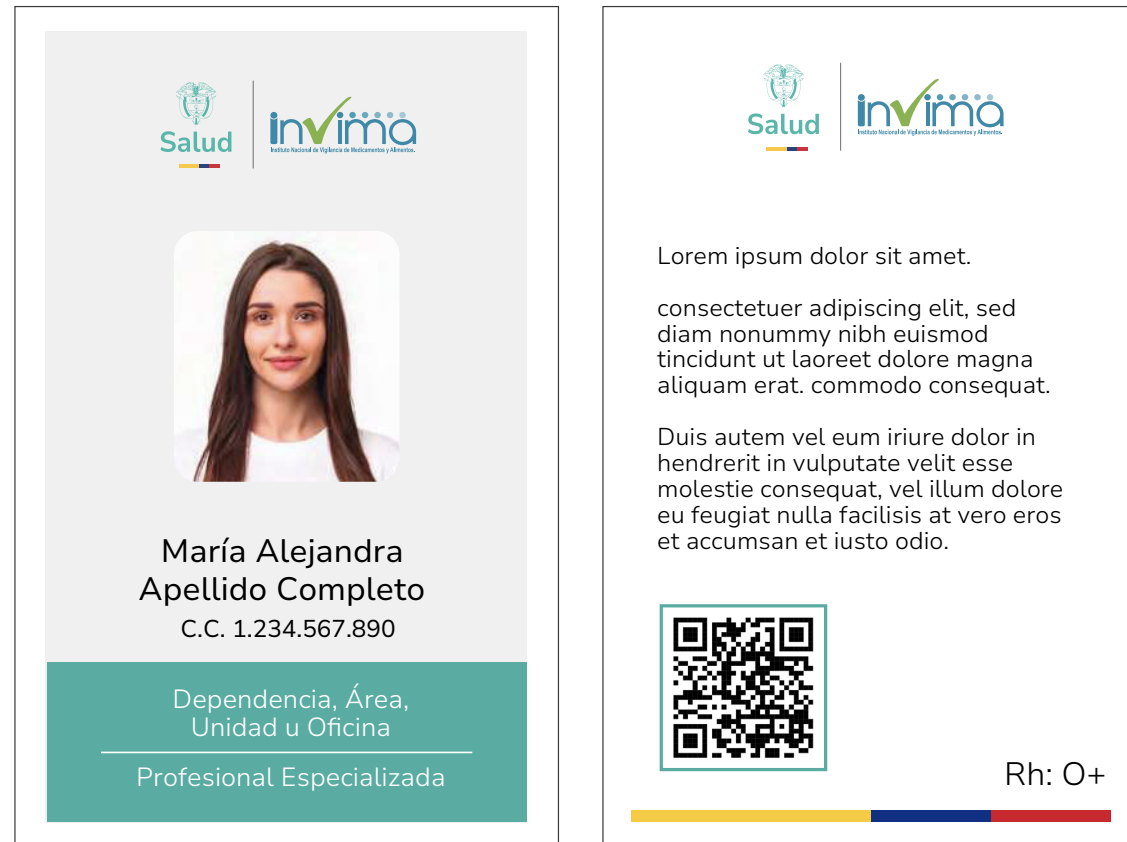 Salud
invima
Instituto Nacional de Vigilancia de Medicamentos y Alimentos.
María Alejandra
Apellido Completo
C.C. 1.234.567.890
Dependencia, Área,
Unidad u Oficina
Profesional Especializada
Salud
invima
Instituto Nacional de Vigilancia de Medicamentos y Alimentos.
Lorem ipsum dolor sit amet.
consectetuer adipiscing elit, sed
diam nonummy nibh euismod
tincidunt ut laoreet dolore magna
aliquam erat. commodo consequat.
Duis autem vel eum iriure dolor in
hendrerit in vulputate velit esse
molestie consequat, vel illum dolore
eu feugiat nulla facilisis at vero eros
et accumsan et iusto odio.
Rh: O+